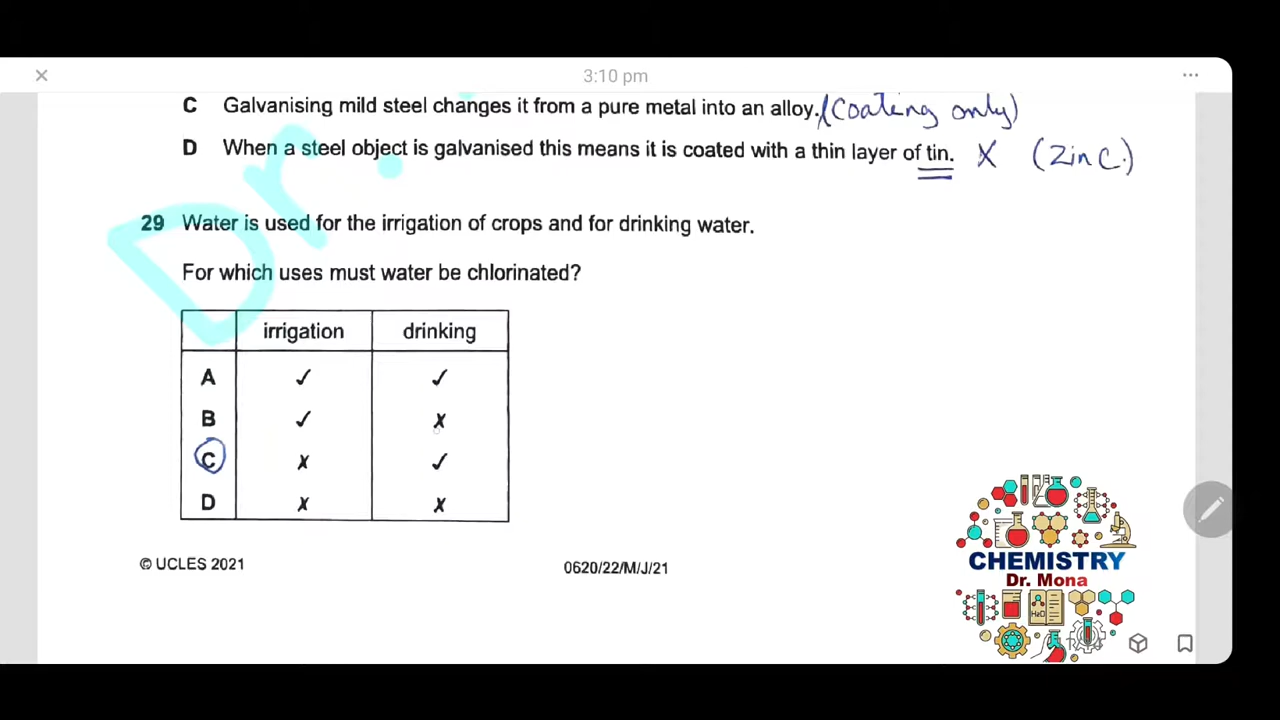 3:10 pm
C Galvanising mild steel changes it from a pure metal into an alloy. (Coating only)
D When a steel object is galvanised this means it is coated with a thin layer of tin. X (Zinc.)
Dr.
29 Water is used for the irrigation of crops and for drinking water.
For which uses must water be chlorinated?
irrigation drinking
A ✓ ✓
B ✓ ✗
C ✗ ✓
D ✗ ✗
© UCLES 2021 0620/22/M/J/21
CHEMISTRY
Dr. Mona
H₂O